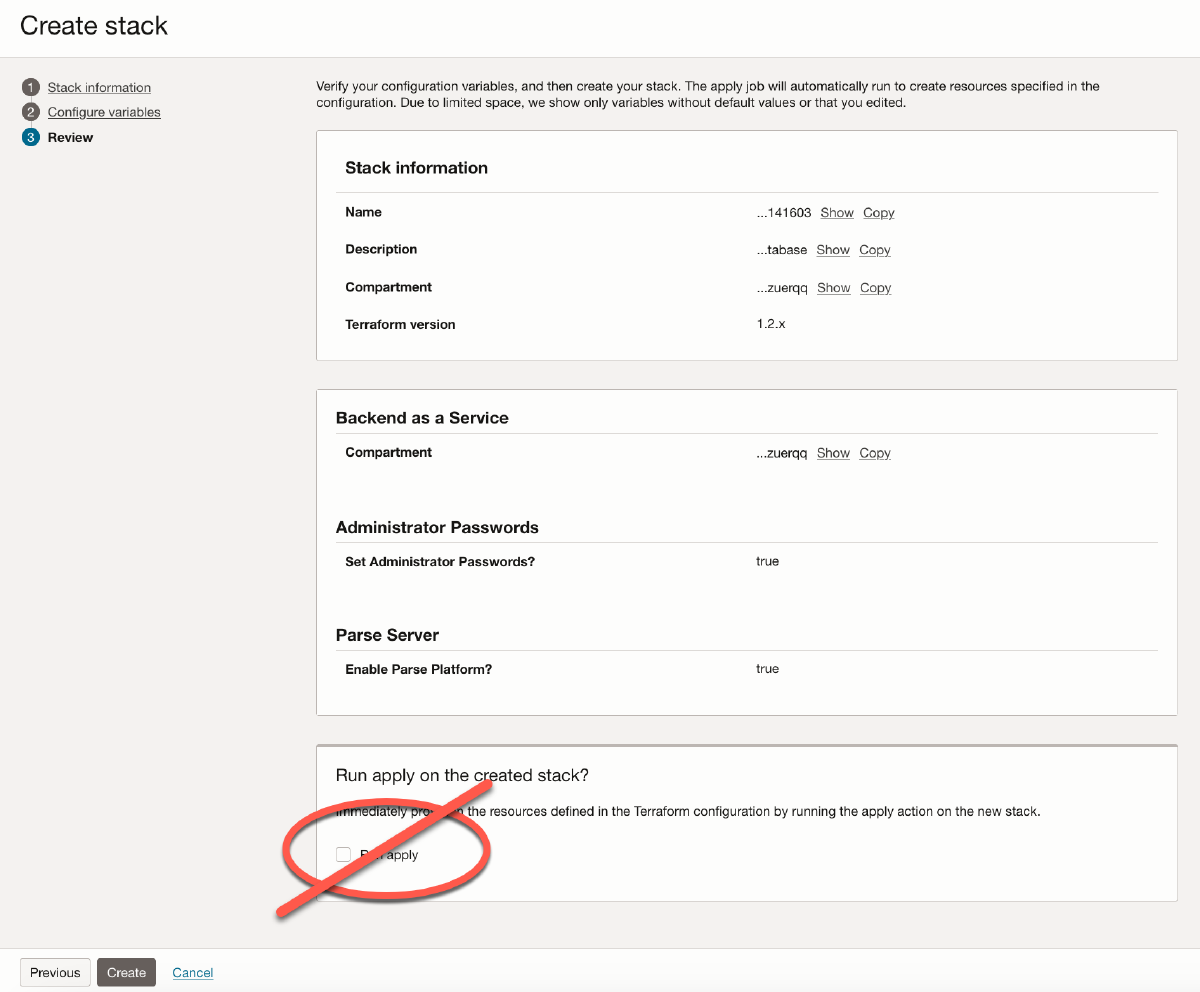 Create stack
1 Stack information
2 Configure variables
3 Review
Verify your configuration variables, and then create your stack. The apply job will automatically run to create resources specified in the
configuration. Due to limited space, we show only variables without default values or that you edited.
Stack information
Name ...141603 Show Copy
Description ...tabase Show Copy
Compartment ...zuerqq Show Copy
Terraform version 1.2.x
Backend as a Service
Compartment ...zuerqq Show Copy
Administrator Passwords
Set Administrator Passwords? true
Parse Server
Enable Parse Platform? true
Run apply on the created stack?
Immediately provision the resources defined in the Terraform configuration by running the apply action on the new stack.
Run apply
Previous Create Cancel